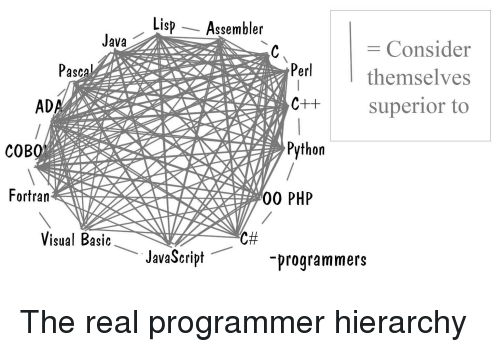 Lisp
Assembler
Java
C
Pascal
Perl
ADA
C++
COBOL
Python
Fortran
OO PHP
Visual Basic
C#
JavaScript
-programmers
= Consider
themselves
superior to
The real programmer hierarchy